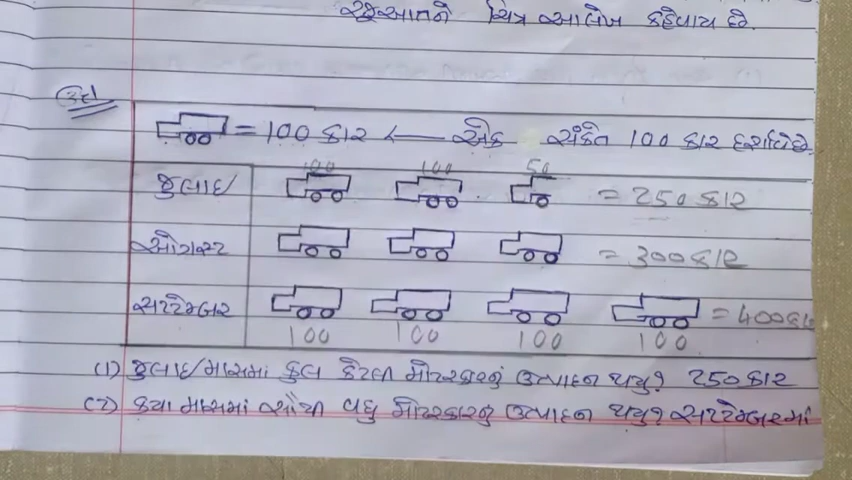 રજૂઆતને ચિત્ર આલેખ કહેવાય છે.
ઉદા
= 100 કાર ← એક સંકેત 100 કાર દર્શાવે છે.
100 100 50
જુલાઇ = 250 કાર
ઓગસ્ટ = 300 કાર
સપ્ટેમ્બર = 400 કા
100 100 100 100
(1) જુલાઇ માસમાં કુલ કેટલા મોટરકારનું ઉત્પાદન થયુ? 250 કાર
(2) કયા માસમાં સૌથી વધુ મોટરકારનું ઉત્પાદન થયુ? સપ્ટેમ્બરમાં